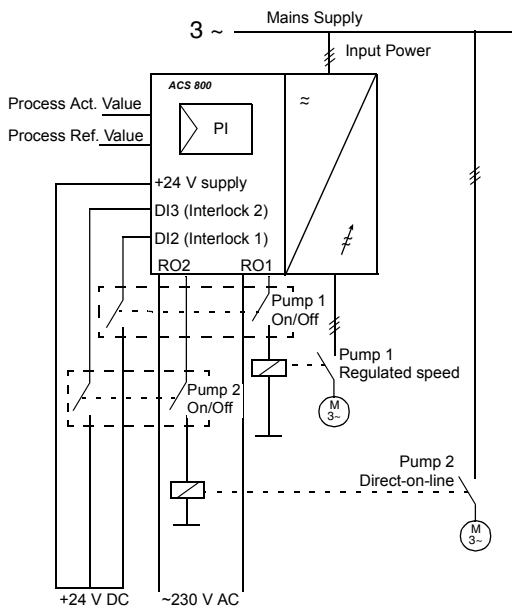 Mains Supply
3 ~
Input Power
ACS 800
≈
Process Act. Value
PI
Process Ref. Value
+24 V supply
DI3 (Interlock 2)
DI2 (Interlock 1)
RO2 RO1
Pump 1
On/Off
Pump 1
Regulated speed
Pump 2
On/Off
M
3~
Pump 2
Direct-on-line
M
3~
+24 V DC
~230 V AC